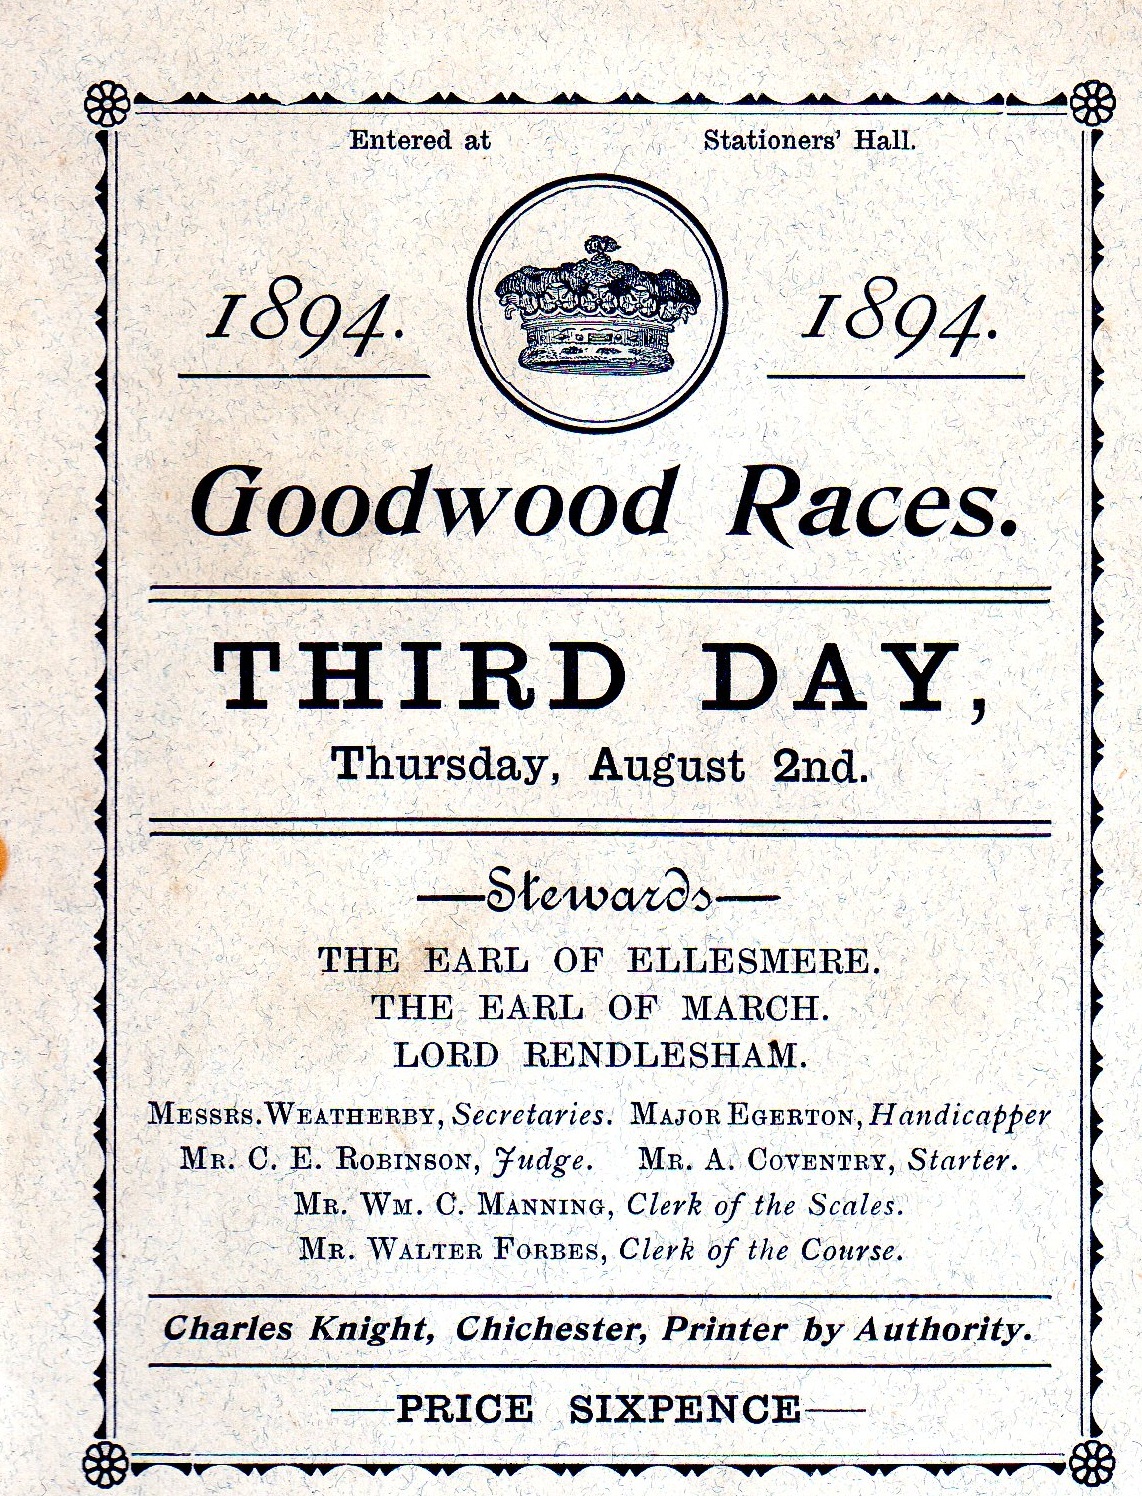 Entered at Stationers' Hall.
1894. 1894.
Goodwood Races.
THIRD DAY,
Thursday, August 2nd.
—Stewards—
THE EARL OF ELLESMERE.
THE EARL OF MARCH.
LORD RENDLESHAM.
MESSRS. WEATHERBY, Secretaries. MAJOR EGERTON, Handicapper
MR. C. E. ROBINSON, Judge. MR. A. COVENTRY, Starter.
MR. WM. C. MANNING, Clerk of the Scales.
MR. WALTER FORBES, Clerk of the Course.
Charles Knight, Chichester, Printer by Authority.
—PRICE SIXPENCE—